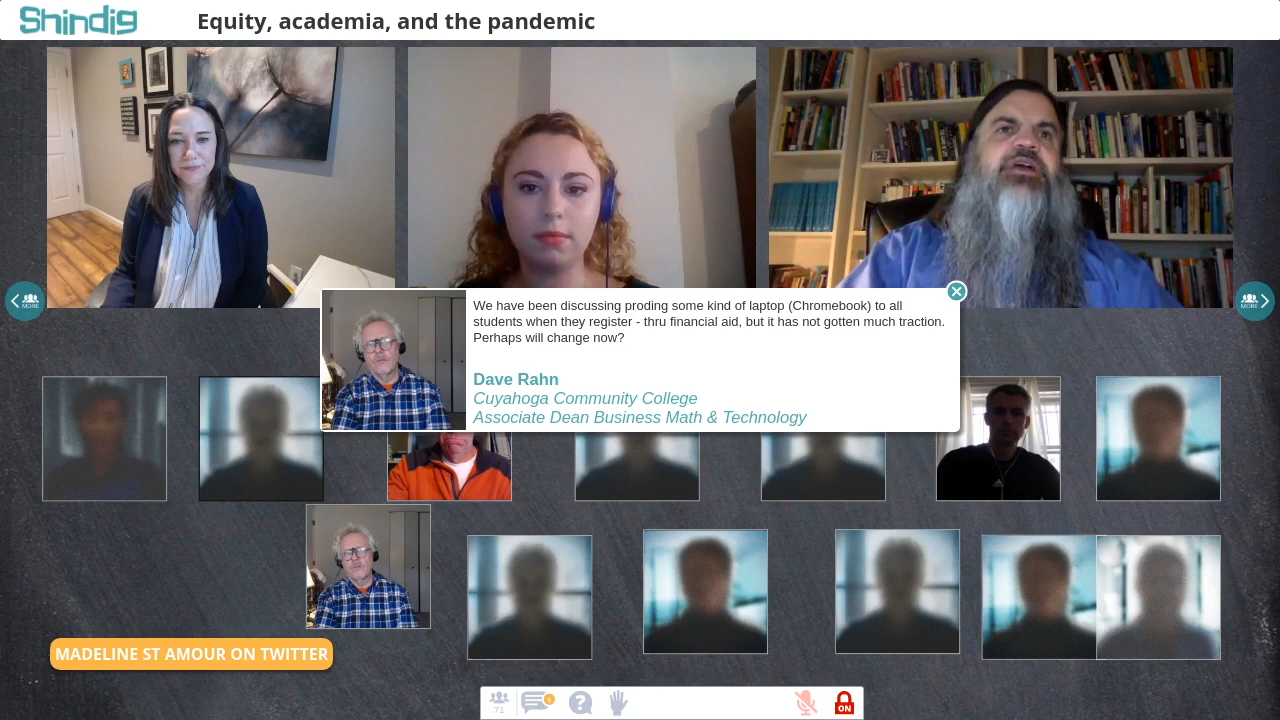 Shindig
Equity, academia, and the pandemic
MORE
MORE
We have been discussing proding some kind of laptop (Chromebook) to all
students when they register - thru financial aid, but it has not gotten much traction.
Perhaps will change now?
Dave Rahn
Cuyahoga Community College
Associate Dean Business Math & Technology
MADELINE ST AMOUR ON TWITTER
71
ON